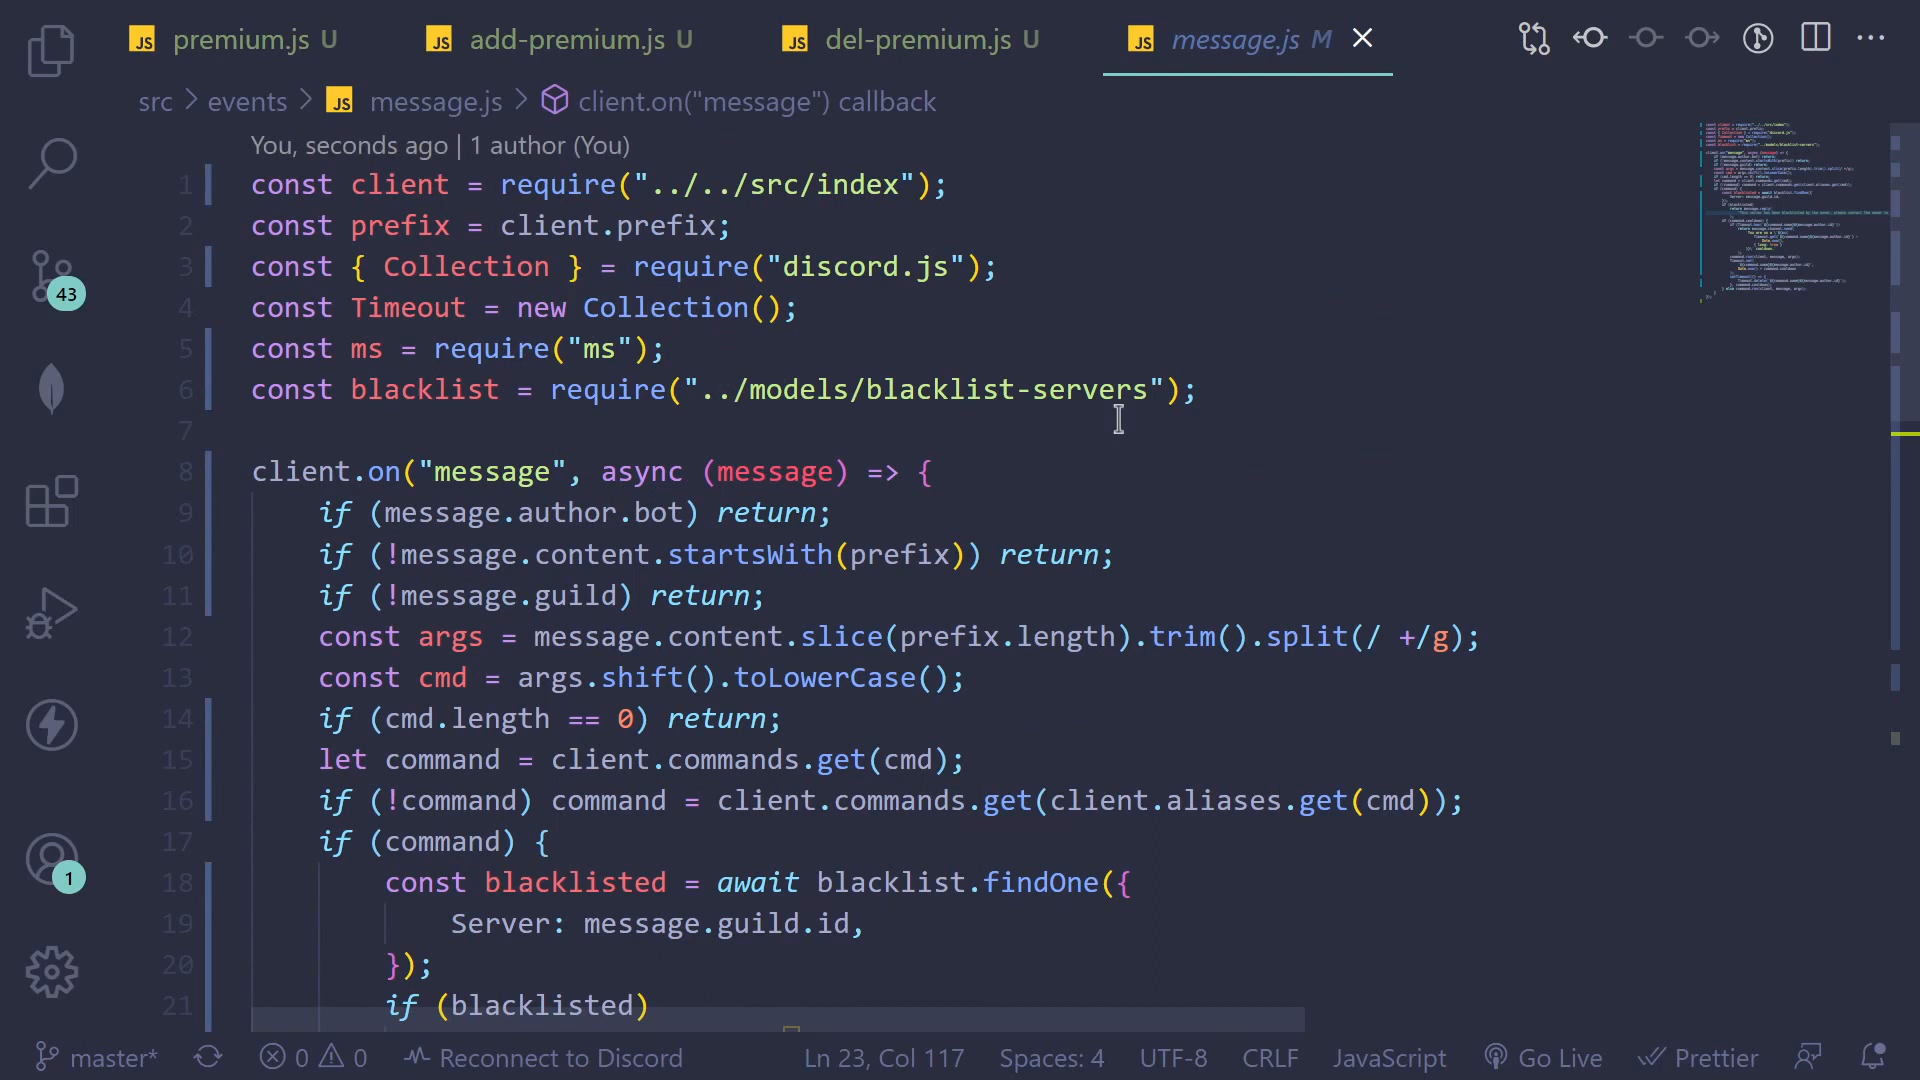 JS premium.js U JS add-premium.js U JS del-premium.js U JS message.js M
src > events > JS message.js > client.on("message") callback
You, seconds ago | 1 author (You)
1 const client = require("../../src/index");
2 const prefix = client.prefix;
3 const { Collection } = require("discord.js");
4 const Timeout = new Collection();
5 const ms = require("ms");
6 const blacklist = require("../models/blacklist-servers");
7
8 client.on("message", async (message) => {
9 if (message.author.bot) return;
10 if (!message.content.startsWith(prefix)) return;
11 if (!message.guild) return;
12 const args = message.content.slice(prefix.length).trim().split(/ +/g);
13 const cmd = args.shift().toLowerCase();
14 if (cmd.length == 0) return;
15 let command = client.commands.get(cmd);
16 if (!command) command = client.commands.get(client.aliases.get(cmd));
17 if (command) {
18 const blacklisted = await blacklist.findOne({
19 Server: message.guild.id,
20 });
21 if (blacklisted)
43
1
master* 0 0 Reconnect to Discord Ln 23, Col 117 Spaces: 4 UTF-8 CRLF JavaScript Go Live Prettier